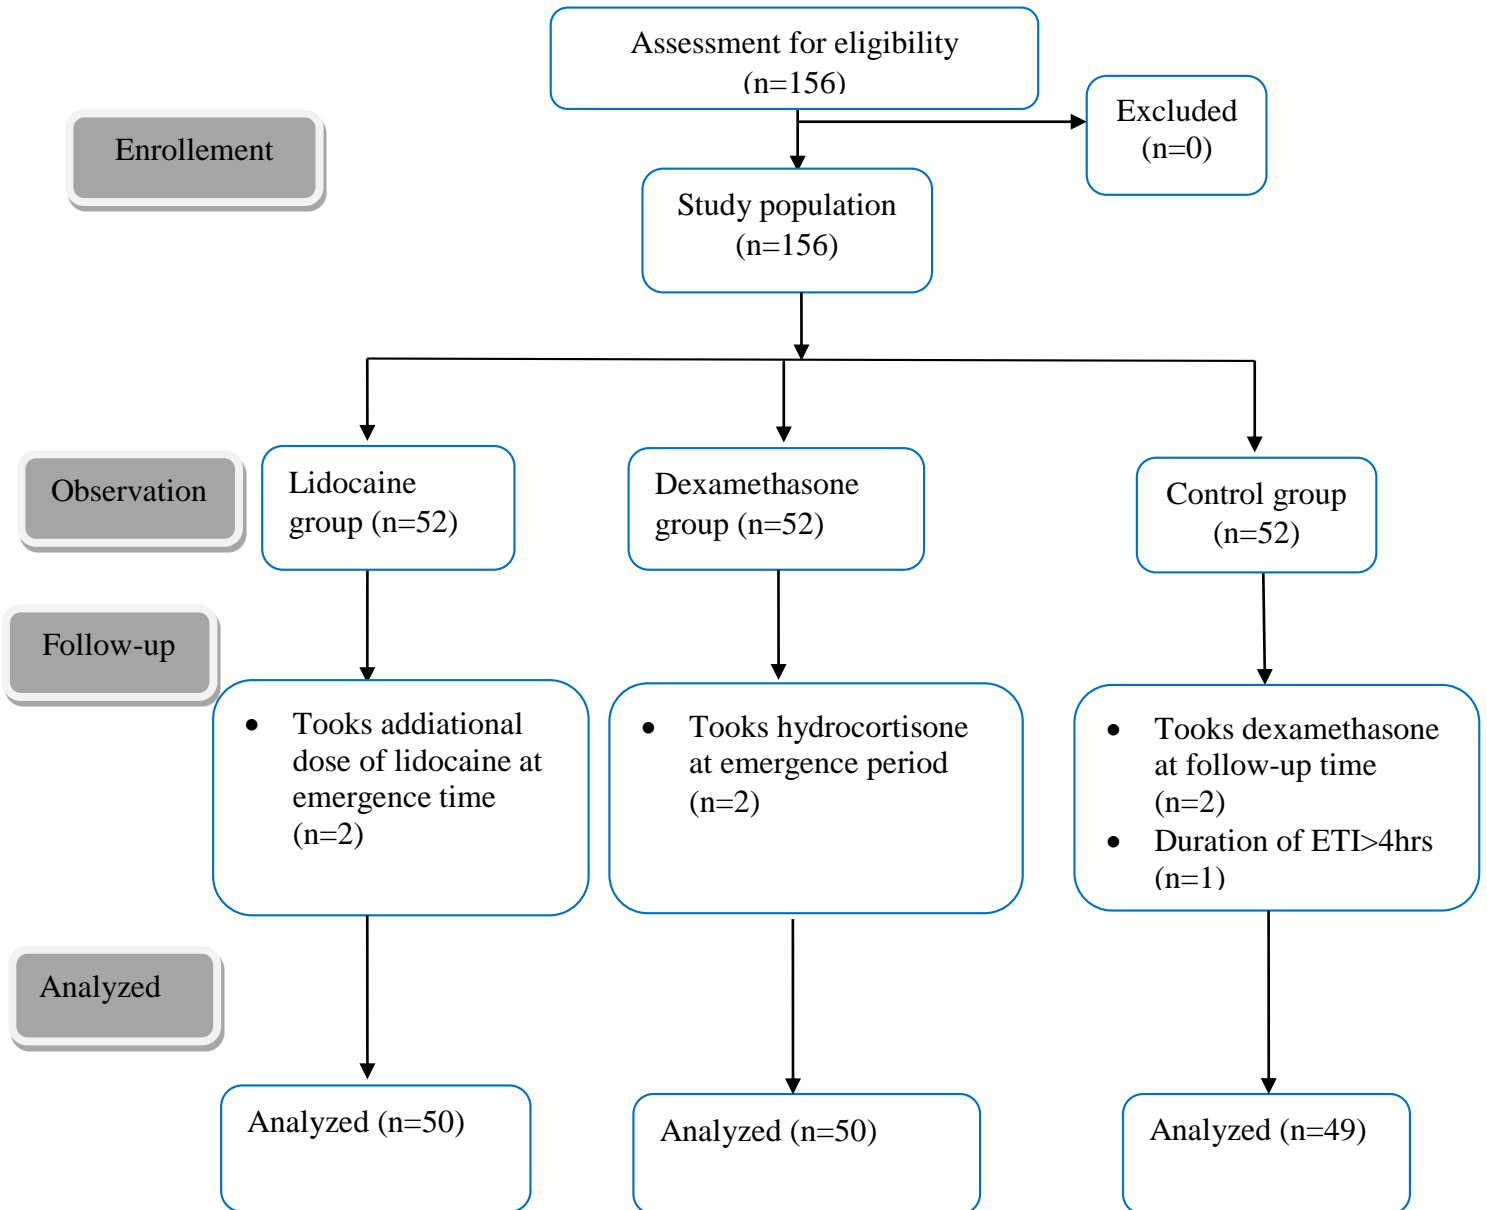 Assessment for eligibility
(n=156)
Excluded
(n=0)
Enrollement
Study population
(n=156)
Observation
Lidocaine
group (n=52)
Dexamethasone
group (n=52)
Control group
(n=52)
Follow-up
• Tooks addiational
dose of lidocaine at
emergence time
(n=2)
• Tooks hydrocortisone
at emergence period
(n=2)
• Tooks dexamethasone
at follow-up time
(n=2)
• Duration of ETI>4hrs
(n=1)
Analyzed
Analyzed (n=50)
Analyzed (n=50)
Analyzed (n=49)